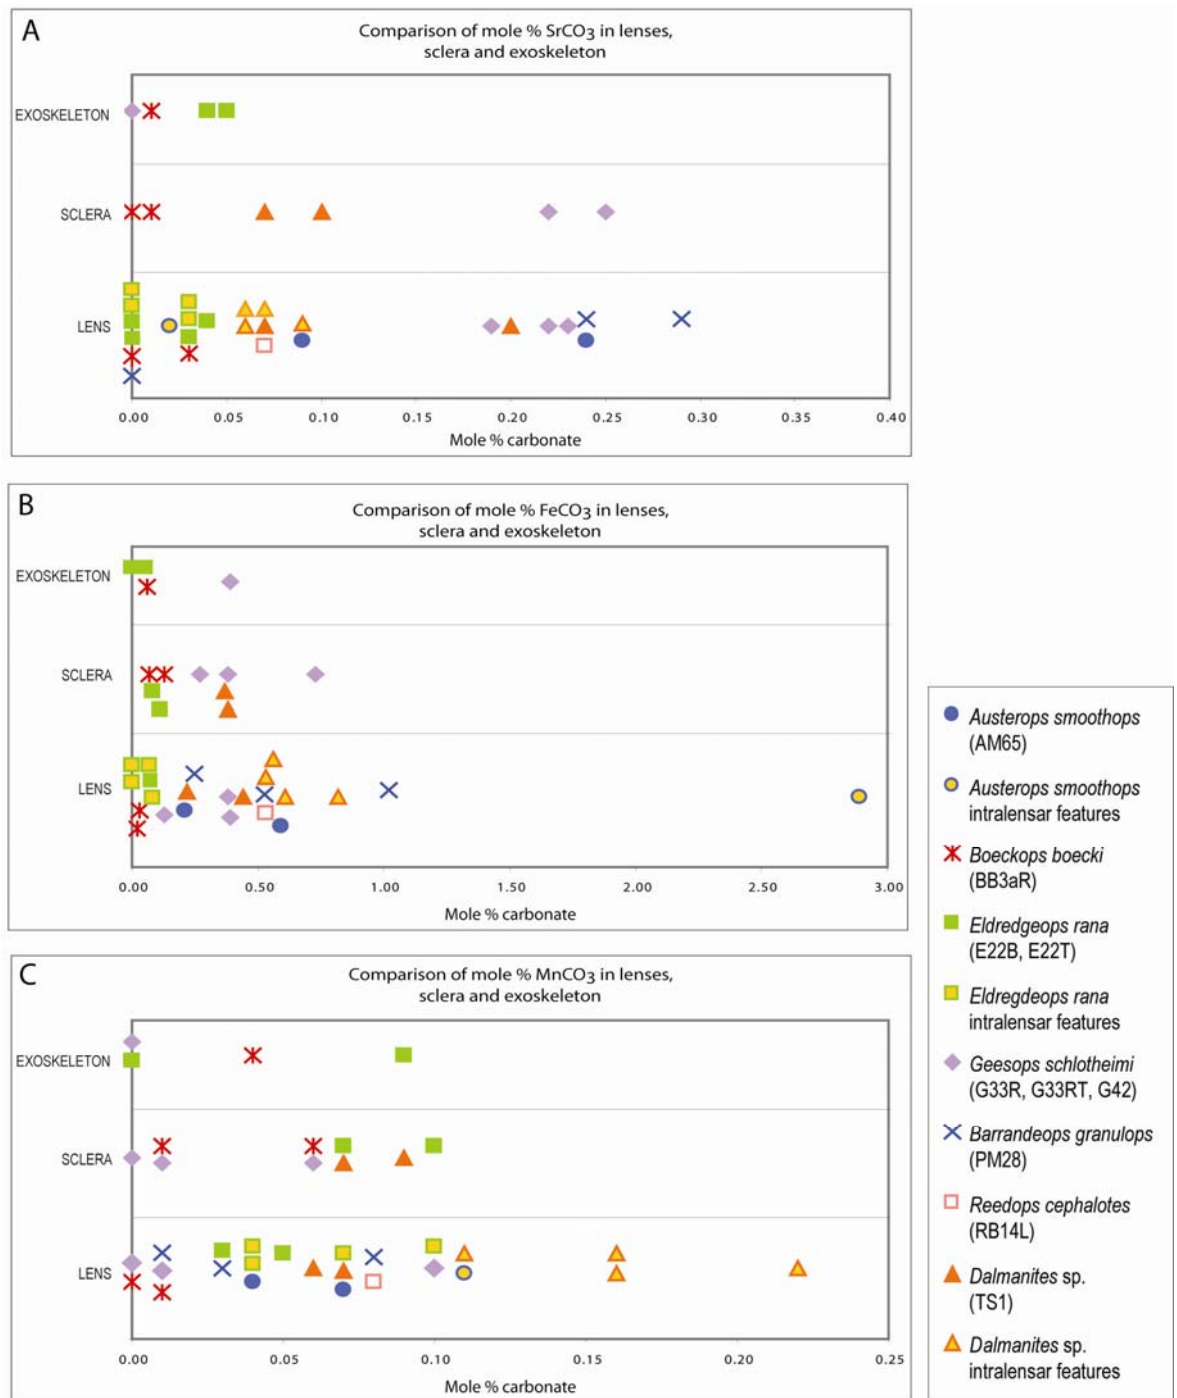 A
Comparison of mole % SrCO3 in lenses,
sclera and exoskeleton
EXOSKELETON
SCLERA
LENS
0.00 0.05 0.10 0.15 0.20 0.25 0.30 0.35 0.40
Mole % carbonate
B
Comparison of mole % FeCO3 in lenses,
sclera and exoskeleton
EXOSKELETON
SCLERA
LENS
0.00 0.50 1.00 1.50 2.00 2.50 3.00
Mole % carbonate
C
Comparison of mole % MnCO3 in lenses,
sclera and exoskeleton
EXOSKELETON
SCLERA
LENS
0.00 0.05 0.10 0.15 0.20 0.25
Mole % carbonate
Austerops smoothops
(AM65)
Austerops smoothops
intralensar features
Boeckops boecki
(BB3aR)
Eldredgeops rana
(E22B, E22T)
Eldregdeops rana
intralensar features
Geesops schlotheimi
(G33R, G33RT, G42)
Barrandeops granulops
(PM28)
Reedops cephalotes
(RB14L)
Dalmanites sp.
(TS1)
Dalmanites sp.
intralensar features